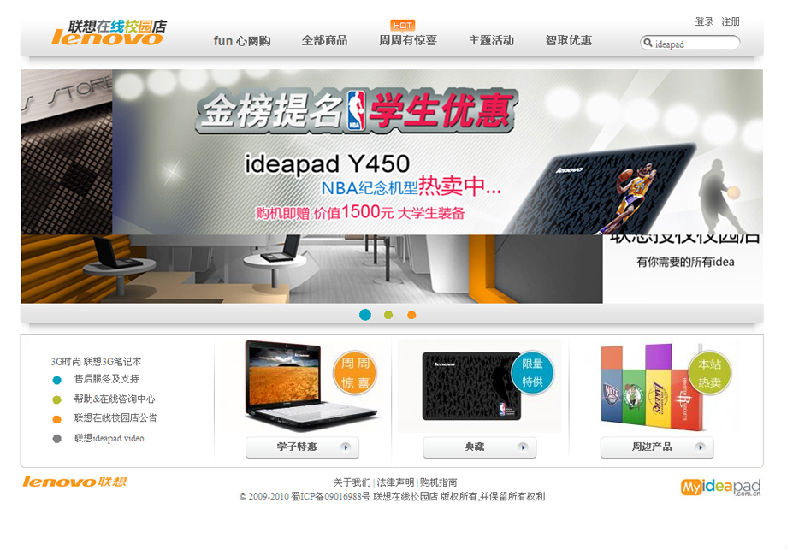 联想在线校园店
lenovo
登录 注册
HOT
fun 心阅购 全部商品 周周有惊喜 主题活动 智取优惠
ideapad
STORE
金榜提名 NBA 学生优惠
ideapad Y450
NBA纪念机型热卖中...
购机即赠 价值1500元 大学生装备
联想授权校园店
有你需要的所有idea
3G时尚 联想3G笔记本
售后服务及支持
帮助&在线咨询中心
联想在线校园店公告
联想ideapad video
周 周
惊 喜
学子特惠
限量
特供
典藏
本站
热卖
周边产品
lenovo联想
关于我们 | 法律声明 | 购机指南
© 2009-2010 蜀ICP备09016988号 联想在线校园店 版权所有,并保留所有权利
Myideapad
.com.cn